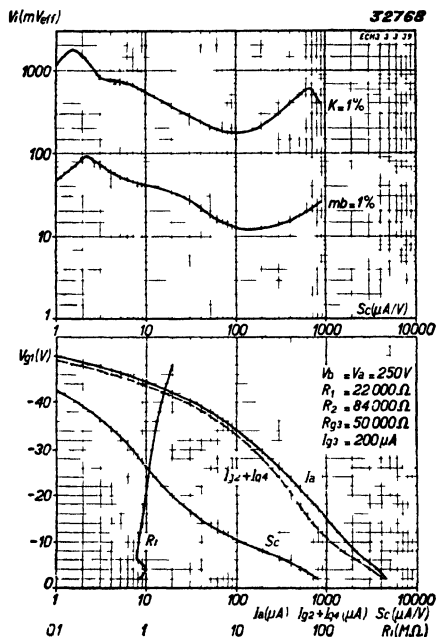 Vi(mVeff)
32768
ECH3 3 3 39
1000
K=1%
100
mb=1%
10
1
1 10 100 1000 10000
Sc(μA/V)
Vg1(V)
-40
-30
-20
-10
0
Vb = Va = 250V
R1 = 22000Ω
R2 = 84000Ω
Rg3 = 50000Ω
Ig3 = 200μA
Ig2+Ig4
Ia
Ri
Sc
1 10 100 1000 10000
Ia(μA) Ig2+Ig4(μA) Sc(μA/V)
01 1 10 100 Ri(MΩ)